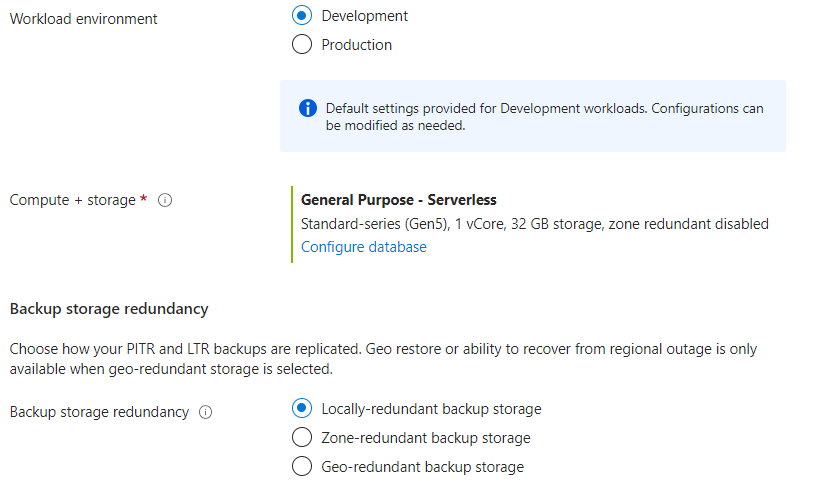 Workload environment
Development
Production
Default settings provided for Development workloads. Configurations can
be modified as needed.
Compute + storage *
General Purpose - Serverless
Standard-series (Gen5), 1 vCore, 32 GB storage, zone redundant disabled
Configure database
Backup storage redundancy
Choose how your PITR and LTR backups are replicated. Geo restore or ability to recover from regional outage is only
available when geo-redundant storage is selected.
Backup storage redundancy
Locally-redundant backup storage
Zone-redundant backup storage
Geo-redundant backup storage